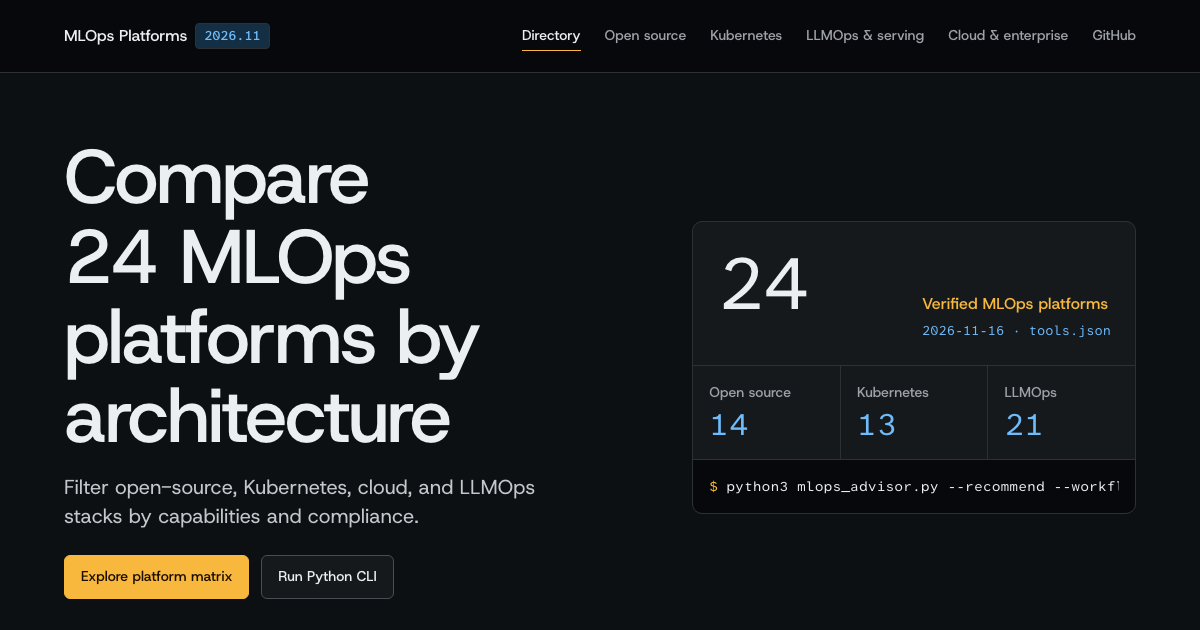 MLOps Platforms 2026.11
Directory Open source Kubernetes LLMOps & serving Cloud & enterprise GitHub
Compare
24 MLOps
platforms by
architecture
Filter open-source, Kubernetes, cloud, and LLMOps
stacks by capabilities and compliance.
Explore platform matrix Run Python CLI
24
Verified MLOps platforms
2026-11-16 · tools.json
Open source Kubernetes LLMOps
14 13 21
$ python3 mlops_advisor.py --recommend --workfl